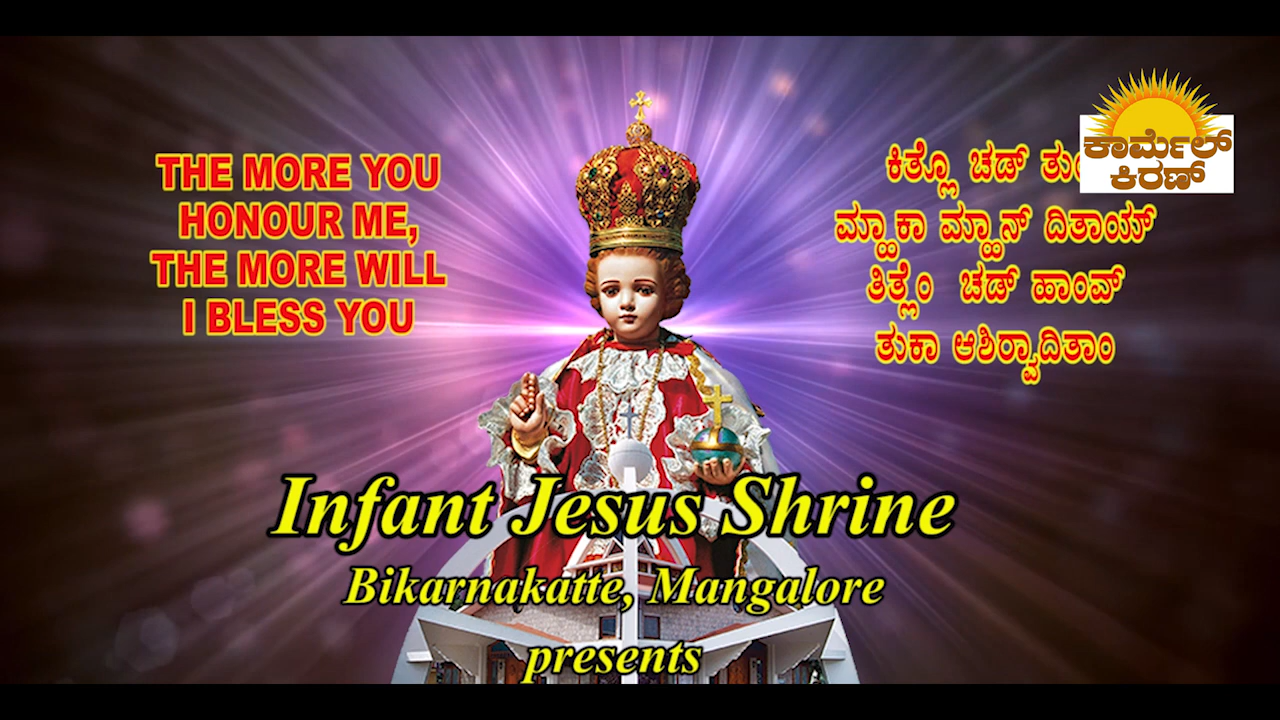 THE MORE YOU
HONOUR ME,
THE MORE WILL
I BLESS YOU
ಕಿತ್ಲೊ ಚಡ್
ಮ್ಹಾಕಾ ಮ್ಹಾನ್ ದಿತಾಯ್
ತಿತ್ಲೆಂ ಚಡ್ ಹಾಂವ್
ತುಕಾ ಆಶಿರ್‍ವಾದಿತಾಂ
ಕಾರ್ಮೆಲ್
ಕಿರಣ್
Infant Jesus Shrine
Bikarnakatte, Mangalore
presents